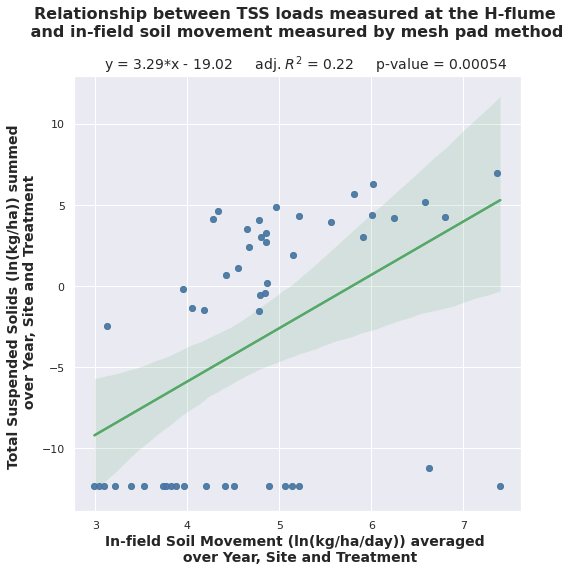 Relationship between TSS loads measured at the H-flume
and in-field soil movement measured by mesh pad method
y = 3.29*x - 19.02 adj. R² = 0.22 p-value = 0.00054
Total Suspended Solids (ln(kg/ha)) summed
over Year, Site and Treatment
10
5
0
−5
−10
3 4 5 6 7
In-field Soil Movement (ln(kg/ha/day)) averaged
over Year, Site and Treatment